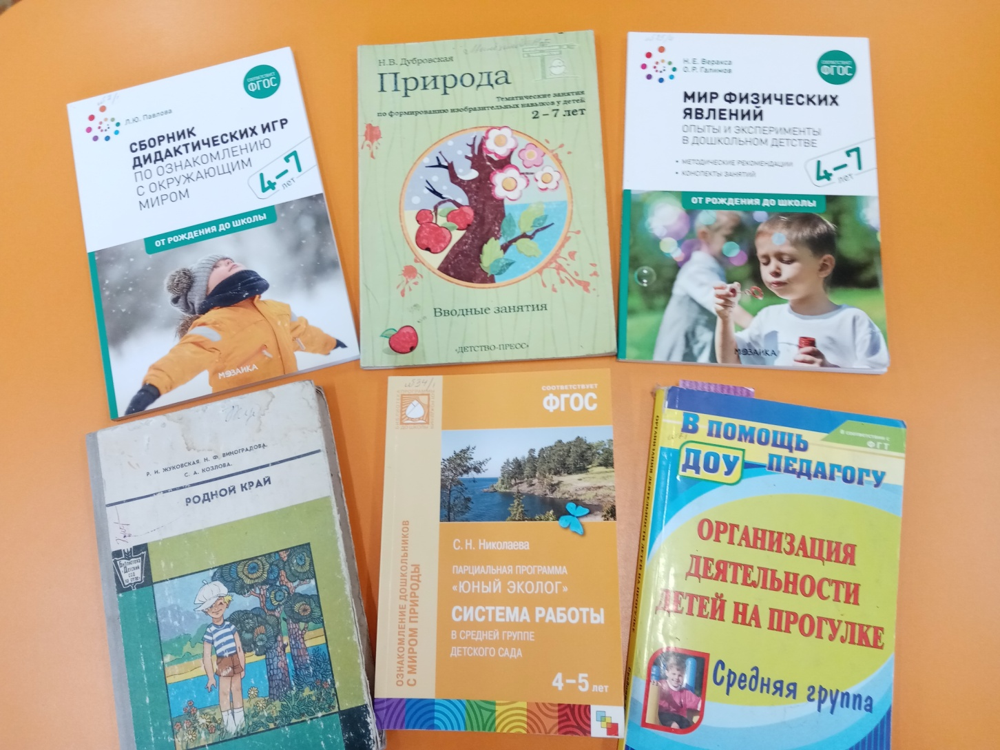 СООТВЕТСТВУЕТ
ФГОС
Л.Ю. Павлова
СБОРНИК
ДИДАКТИЧЕСКИХ ИГР
ПО ОЗНАКОМЛЕНИЮ
С ОКРУЖАЮЩИМ
МИРОМ
4–7
лет
ОТ РОЖДЕНИЯ ДО ШКОЛЫ
МОЗАИКА
Н.В. Дубровская
Природа
Тематические занятия
по формированию изобразительных навыков у детей
2 – 7 лет
Вводные занятия
«ДЕТСТВО-ПРЕСС»
СООТВЕТСТВУЕТ
ФГОС
Н. Е. Веракса
О. Р. Галимов
МИР ФИЗИЧЕСКИХ
ЯВЛЕНИЙ
ОПЫТЫ И ЭКСПЕРИМЕНТЫ
В ДОШКОЛЬНОМ ДЕТСТВЕ
• МЕТОДИЧЕСКИЕ РЕКОМЕНДАЦИИ
• КОНСПЕКТЫ ЗАНЯТИЙ
4–7
лет
ОТ РОЖДЕНИЯ ДО ШКОЛЫ
МОЗАИКА
Р. И. ЖУКОВСКАЯ, Н. Ф. ВИНОГРАДОВА,
С. А. КОЗЛОВА.
РОДНОЙ КРАЙ
Библиотека
«Детский
сад
на селе»
СООТВЕТСТВУЕТ
ФГОС
С. Н. Николаева
ПАРЦИАЛЬНАЯ ПРОГРАММА
«ЮНЫЙ ЭКОЛОГ»
СИСТЕМА РАБОТЫ
В СРЕДНЕЙ ГРУППЕ
ДЕТСКОГО САДА
4–5 лет
ОЗНАКОМЛЕНИЕ ДОШКОЛЬНИКОВ
С МИРОМ ПРИРОДЫ
В ПОМОЩЬ
ПЕДАГОГУ
ДОУ
В соответствии с
ФГТ
ОРГАНИЗАЦИЯ
ДЕЯТЕЛЬНОСТИ
ДЕТЕЙ НА ПРОГУЛКЕ
Средняя группа
ОРГАНИЗАЦИЯ ДЕЯТЕЛЬНОСТИ ДЕТЕЙ НА ПРОГУЛКЕ